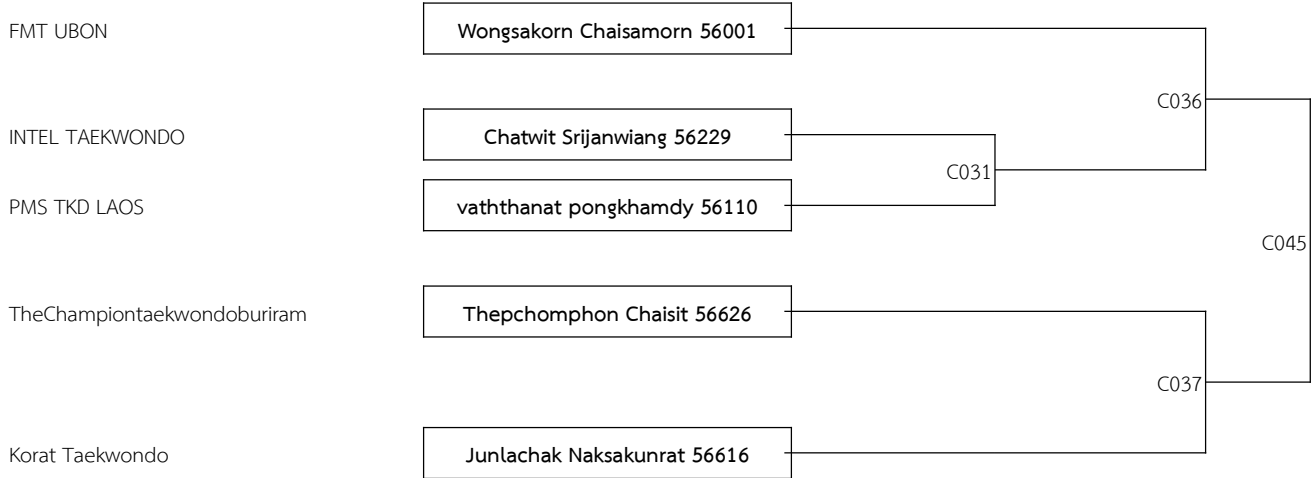 FMT UBON Wongsakorn Chaisamorn 56001
C036
INTEL TAEKWONDO Chatwit Srijanwiang 56229
C031
PMS TKD LAOS vaththanat pongkhamdy 56110
C045
TheChampiontaekwondoburiram Thepchomphon Chaisit 56626
C037
Korat Taekwondo Junlachak Naksakunrat 56616